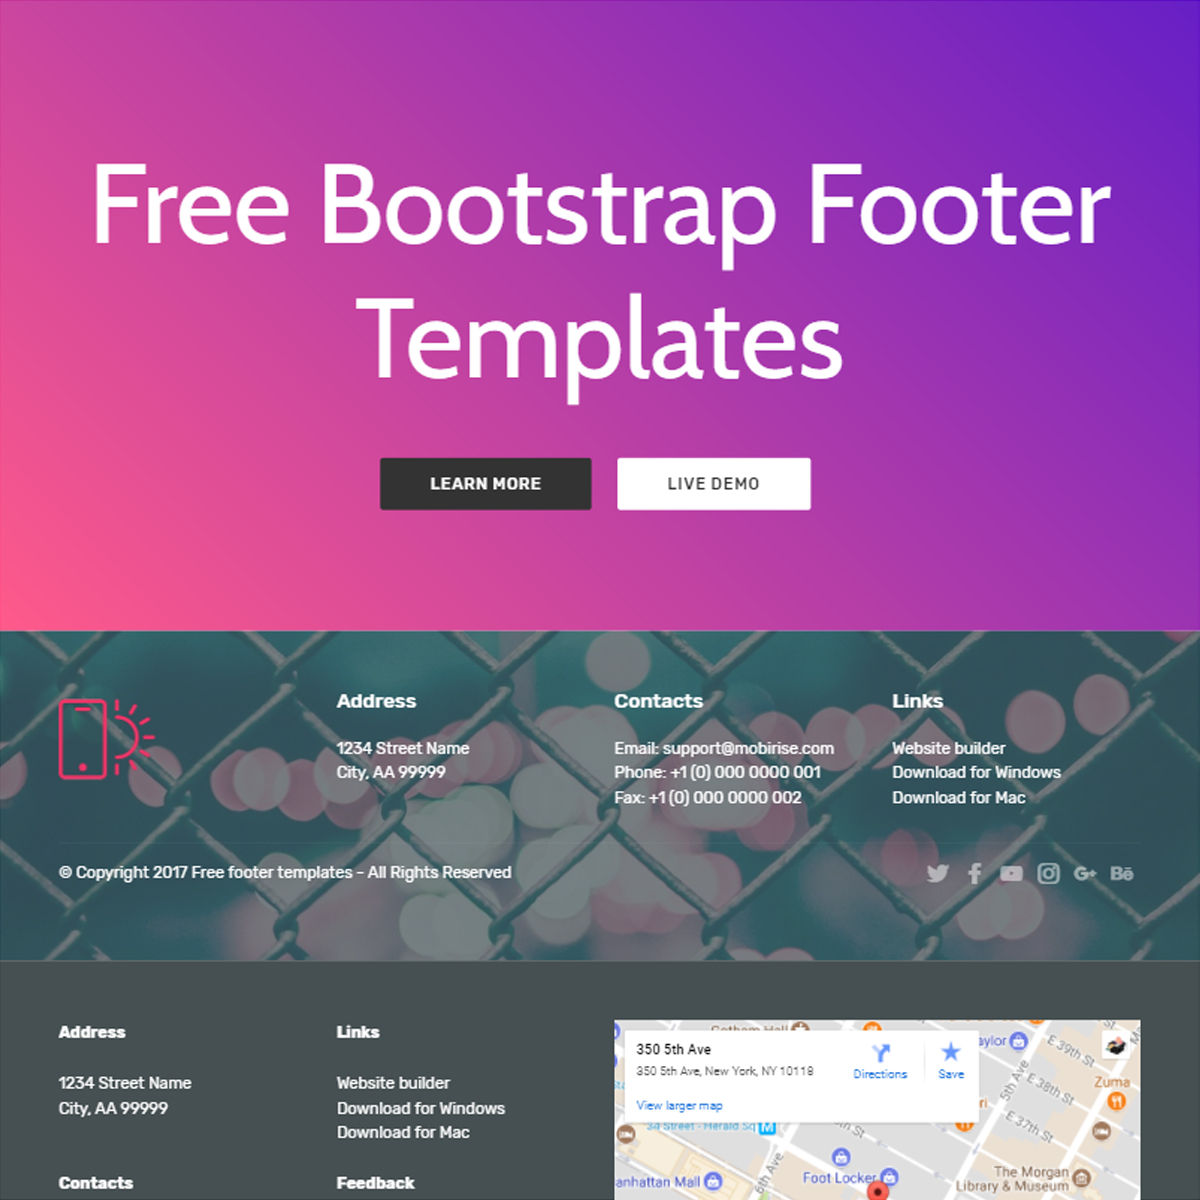 Free Bootstrap Footer
Templates
LEARN MORE
LIVE DEMO
Address
1234 Street Name
City, AA 99999
Contacts
Email: support@mobirise.com
Phone: +1 (0) 000 0000 001
Fax: +1 (0) 000 0000 002
Links
Website builder
Download for Windows
Download for Mac
© Copyright 2017 Free footer templates - All Rights Reserved
G+
Bē
Address
1234 Street Name
City, AA 99999
Contacts
Links
Website builder
Download for Windows
Download for Mac
Feedback
350 5th Ave
350 5th Ave, New York, NY 10118
View larger map
Directions
Save
E 39th St
5th Ave
E 38th St
Zuma
E 37th St
34 Street - Herald Sq
M
5th Ave
Foot Locker
The Morgan
Library & Museum